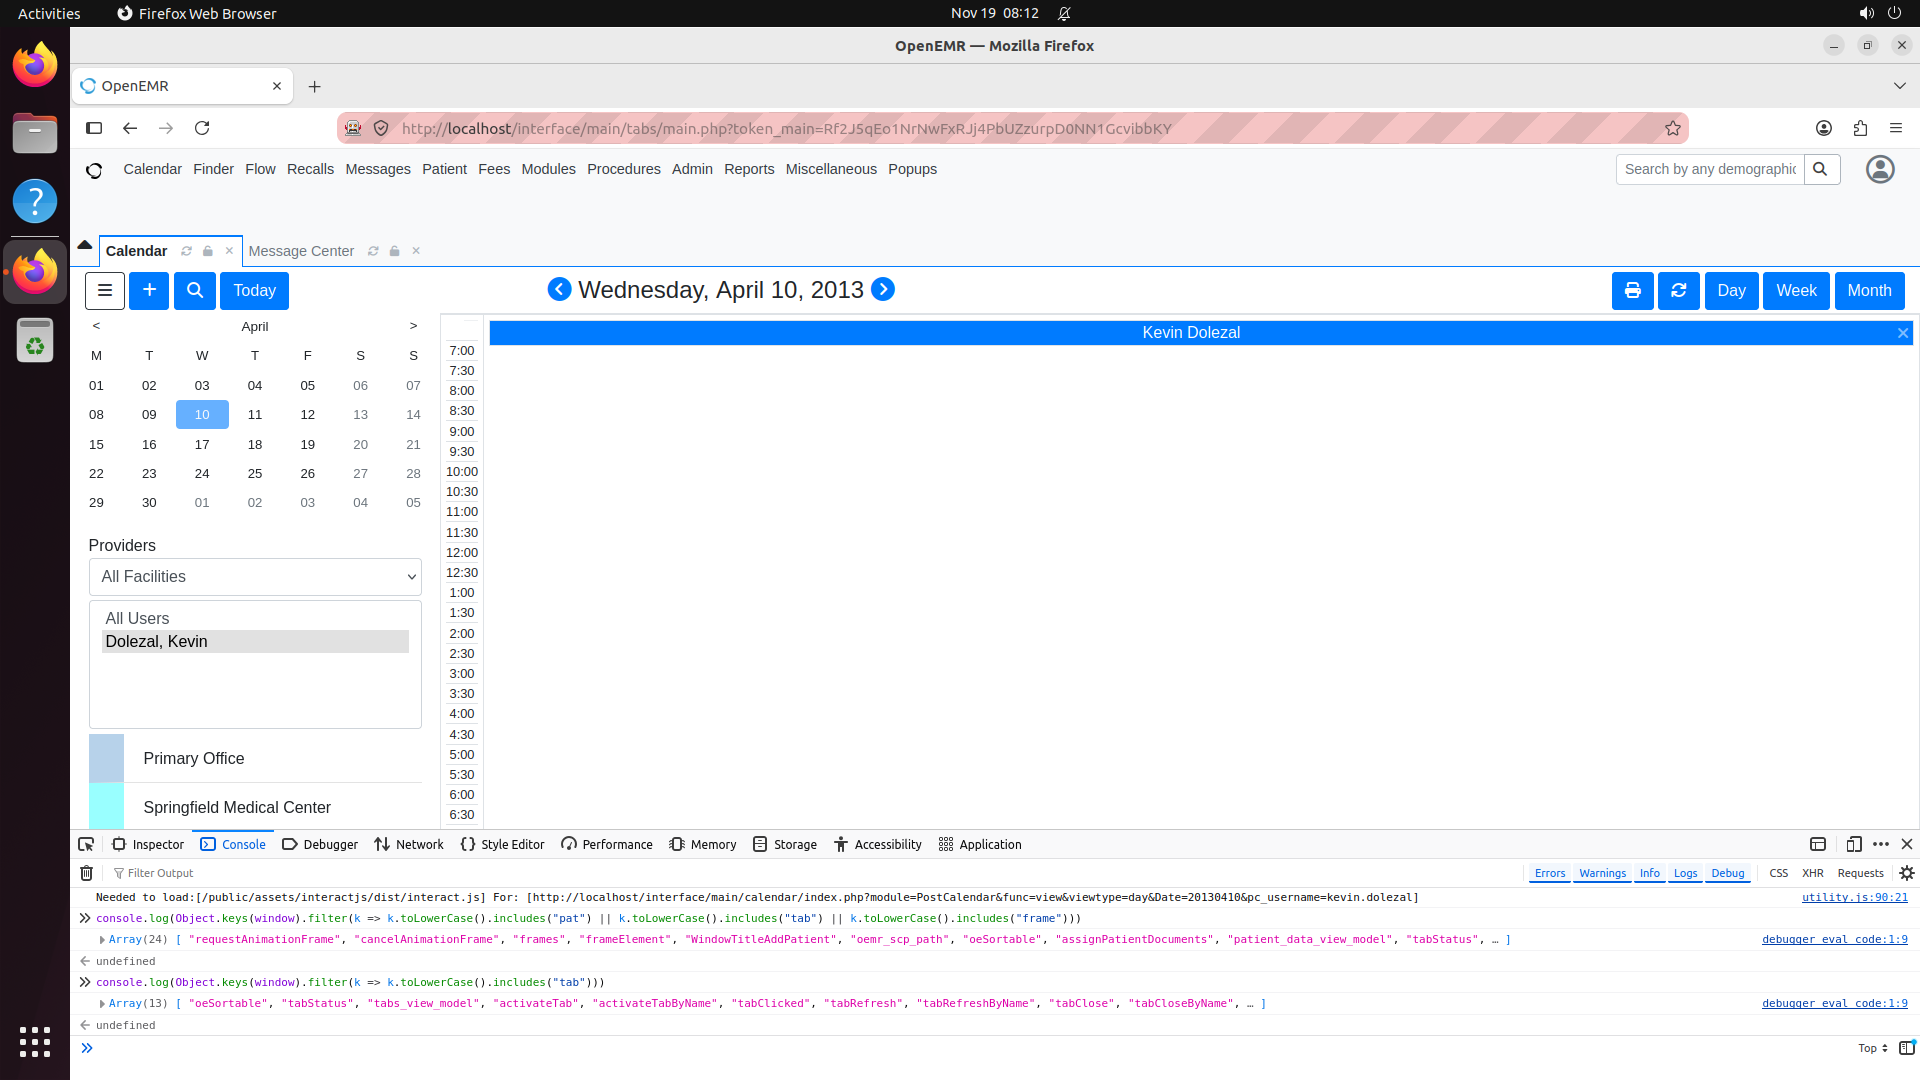 Activities
Firefox Web Browser
Nov 19 08:12
OpenEMR — Mozilla Firefox
OpenEMR
http://localhost/interface/main/tabs/main.php?token_main=Rf2J5qEo1NrNwFxRJj4PbUZzurpD0NN1GcvibbKY
Calendar Finder Flow Recalls Messages Patient Fees Modules Procedures Admin Reports Miscellaneous Popups
Search by any demographic
Calendar
Message Center
Today
Wednesday, April 10, 2013
Day Week Month
< April >
M T W T F S S
01 02 03 04 05 06 07
08 09 10 11 12 13 14
15 16 17 18 19 20 21
22 23 24 25 26 27 28
29 30 01 02 03 04 05
Providers
All Facilities
All Users
Dolezal, Kevin
Primary Office
Springfield Medical Center
Kevin Dolezal
7:00
7:30
8:00
8:30
9:00
9:30
10:00
10:30
11:00
11:30
12:00
12:30
1:00
1:30
2:00
2:30
3:00
3:30
4:00
4:30
5:00
5:30
6:00
6:30
Inspector Console Debugger Network Style Editor Performance Memory Storage Accessibility Application
Filter Output
Errors Warnings Info Logs Debug CSS XHR Requests
Needed to load:[/public/assets/interactjs/dist/interact.js] For: [http://localhost/interface/main/calendar/index.php?module=PostCalendar&func=view&viewtype=day&Date=20130410&pc_username=kevin.dolezal] utility.js:90:21
console.log(Object.keys(window).filter(k => k.toLowerCase().includes("pat") || k.toLowerCase().includes("tab") || k.toLowerCase().includes("frame")))
Array(24) [ "requestAnimationFrame", "cancelAnimationFrame", "frames", "frameElement", "WindowTitleAddPatient", "oemr_scp_path", "oeSortable", "assignPatientDocuments", "patient_data_view_model", "tabStatus", … ] debugger eval code:1:9
undefined
console.log(Object.keys(window).filter(k => k.toLowerCase().includes("tab")))
Array(13) [ "oeSortable", "tabStatus", "tabs_view_model", "activateTab", "activateTabByName", "tabClicked", "tabRefresh", "tabRefreshByName", "tabClose", "tabCloseByName", … ] debugger eval code:1:9
undefined
Top